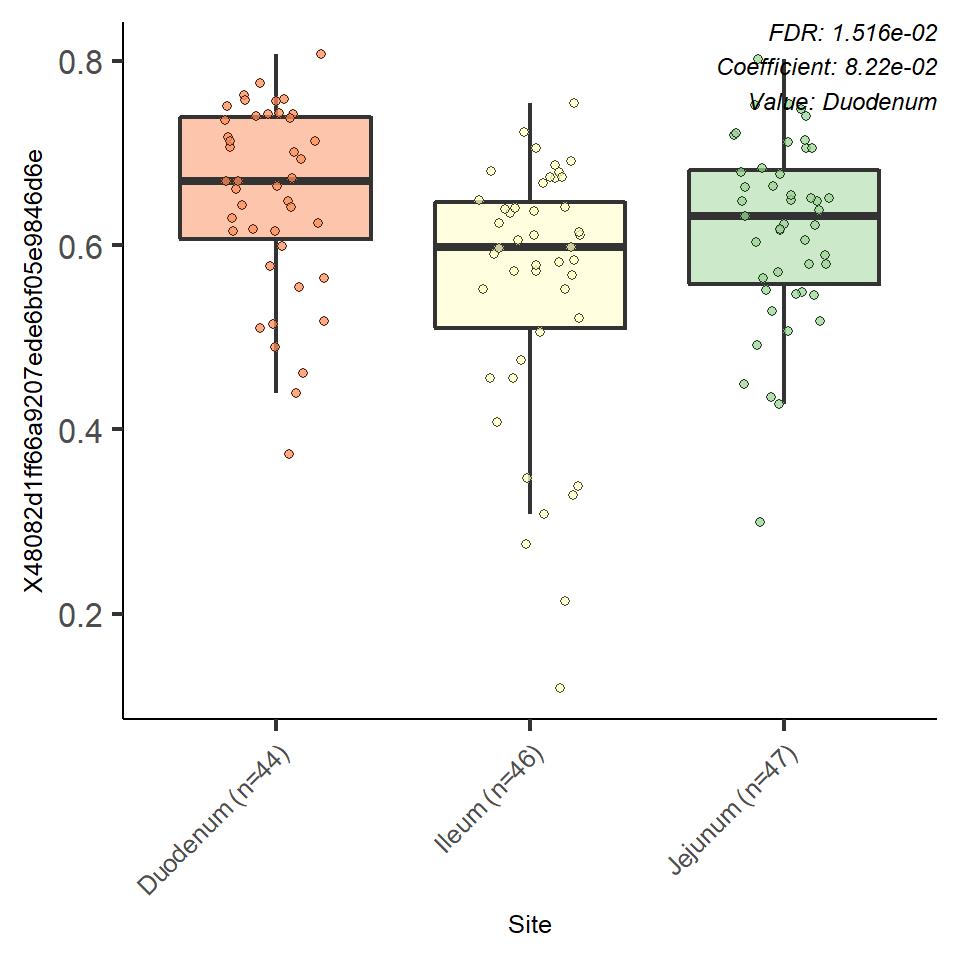 FDR: 1.516e-02
Coefficient: 8.22e-02
Value: Duodenum
X48082d1ff66a9207ede6bf05e9846d6e
0.8
0.6
0.4
0.2
Duodenum (n=44)
Ileum (n=46)
Jejunum (n=47)
Site